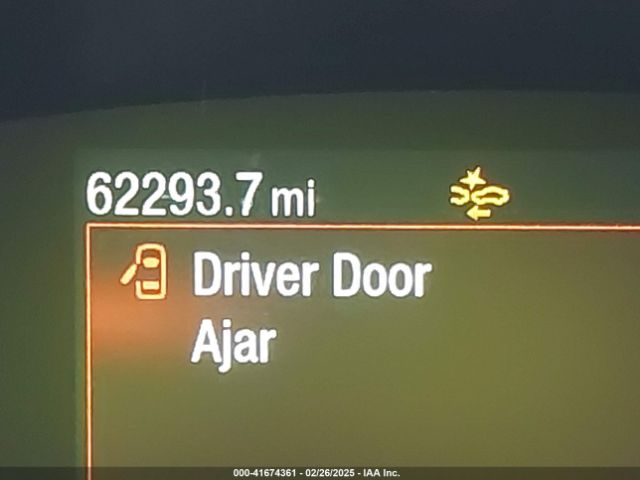 62293.7 mi
Driver Door
Ajar
000-41674361 - 02/26/2025 - IAA Inc.